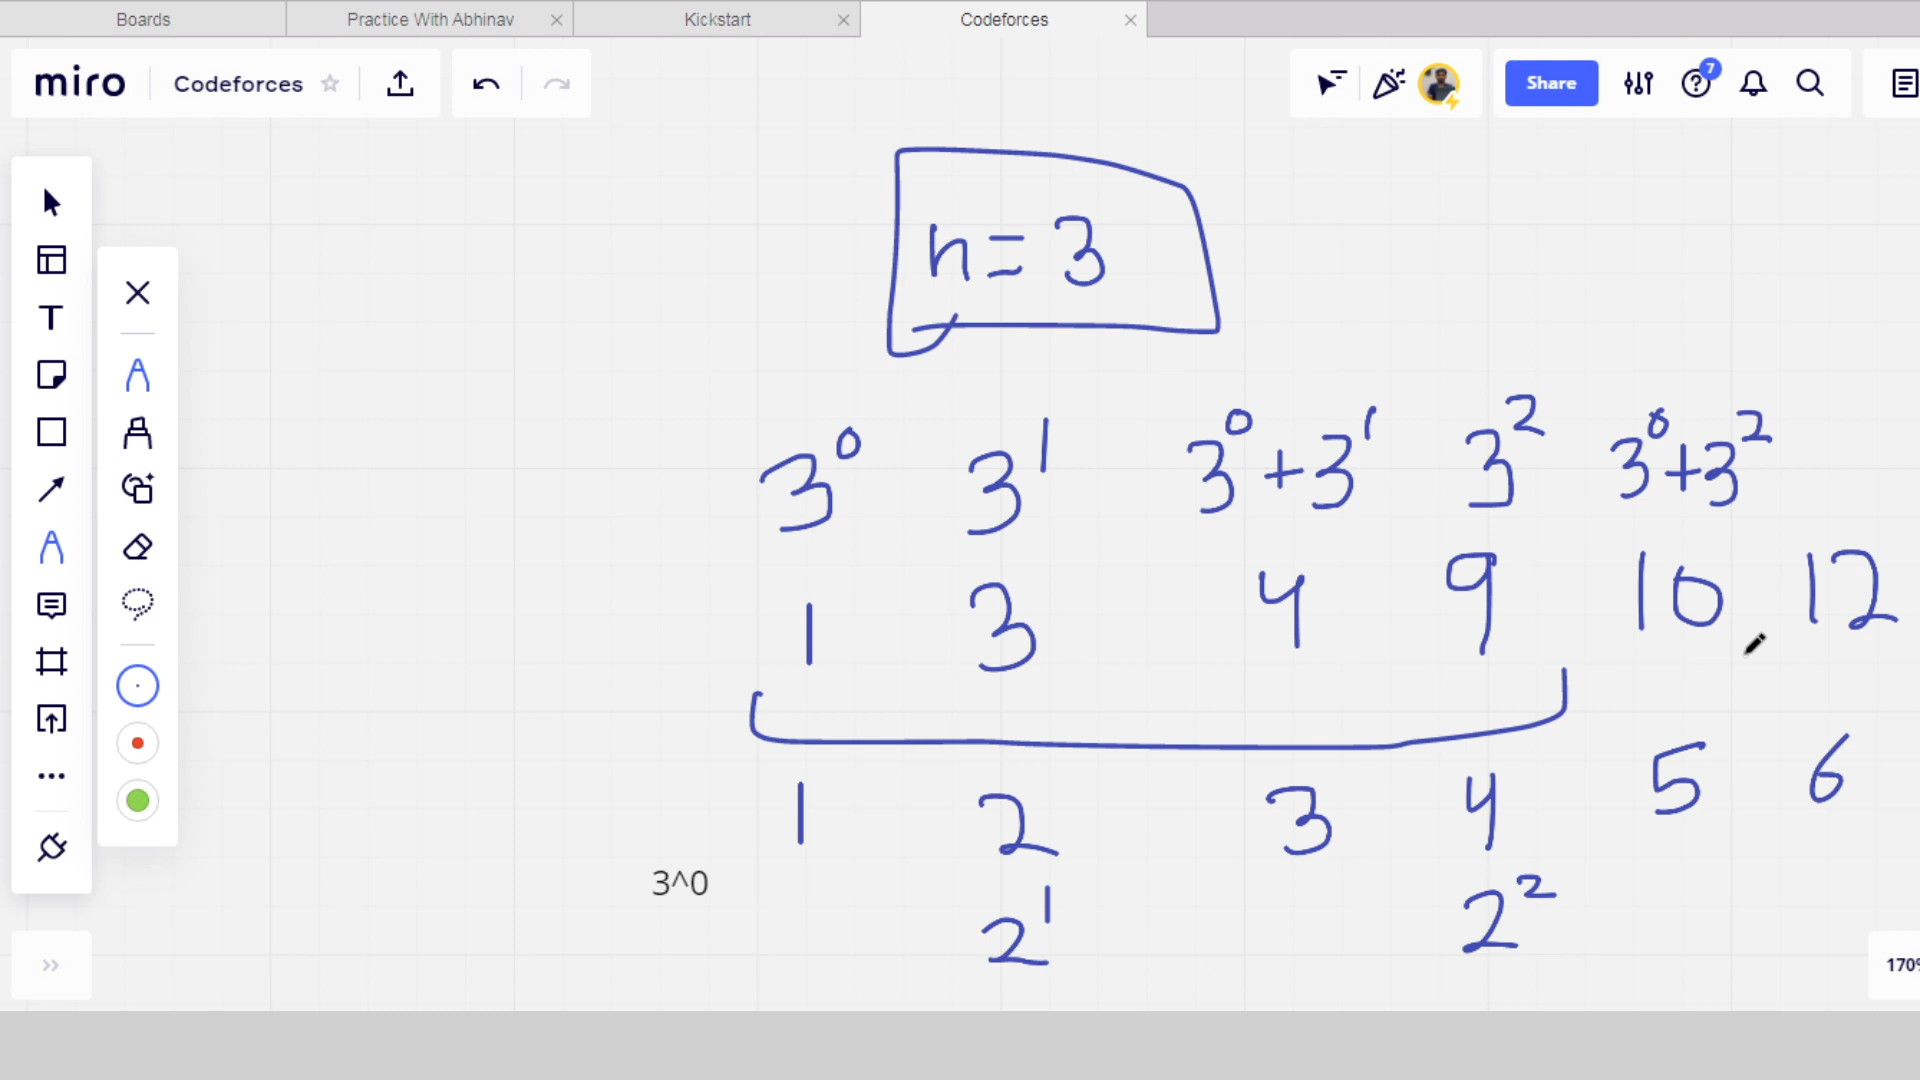 Boards Practice With Abhinav Kickstart Codeforces
miro Codeforces Share 7
n = 3
3^0 3^1 3^0+3^1 3^2 3^0+3^2
1 3 4 9 10 12
1 2 3 4 5 6
3^0
2^1 2^2
170%